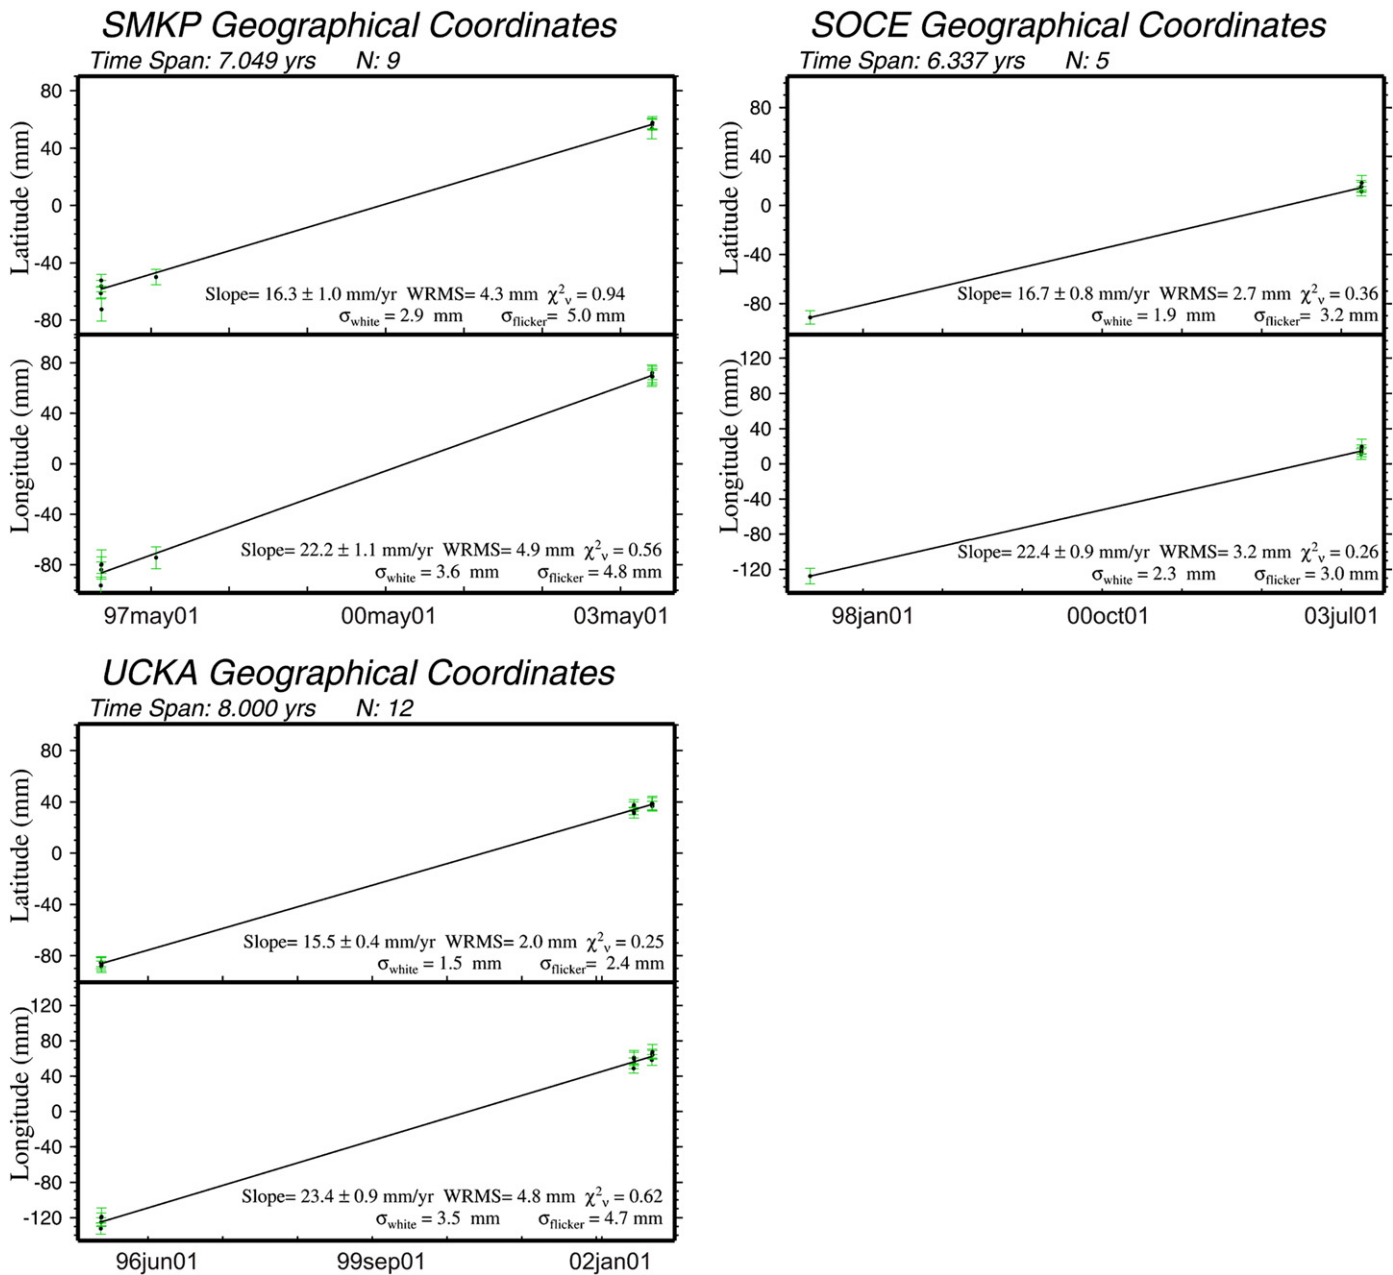 SMKP Geographical Coordinates
Time Span: 7.049 yrs N: 9
Latitude (mm)
80
40
0
-40
-80
Slope= 16.3 ± 1.0 mm/yr WRMS= 4.3 mm χ²ᵥ = 0.94
σwhite = 2.9 mm σflicker= 5.0 mm
Longitude (mm)
80
40
0
-40
-80
Slope= 22.2 ± 1.1 mm/yr WRMS= 4.9 mm χ²ᵥ = 0.56
σwhite = 3.6 mm σflicker = 4.8 mm
97may01 00may01 03may01
SOCE Geographical Coordinates
Time Span: 6.337 yrs N: 5
Latitude (mm)
80
40
0
-40
-80
Slope= 16.7 ± 0.8 mm/yr WRMS= 2.7 mm χ²ᵥ = 0.36
σwhite = 1.9 mm σflicker= 3.2 mm
Longitude (mm)
120
80
40
0
-40
-80
-120
Slope= 22.4 ± 0.9 mm/yr WRMS= 3.2 mm χ²ᵥ = 0.26
σwhite = 2.3 mm σflicker = 3.0 mm
98jan01 00oct01 03jul01
UCKA Geographical Coordinates
Time Span: 8.000 yrs N: 12
Latitude (mm)
80
40
0
-40
-80
Slope= 15.5 ± 0.4 mm/yr WRMS= 2.0 mm χ²ᵥ = 0.25
σwhite = 1.5 mm σflicker= 2.4 mm
Longitude (mm)
120
80
40
0
-40
-80
-120
Slope= 23.4 ± 0.9 mm/yr WRMS= 4.8 mm χ²ᵥ = 0.62
σwhite = 3.5 mm σflicker = 4.7 mm
96jun01 99sep01 02jan01